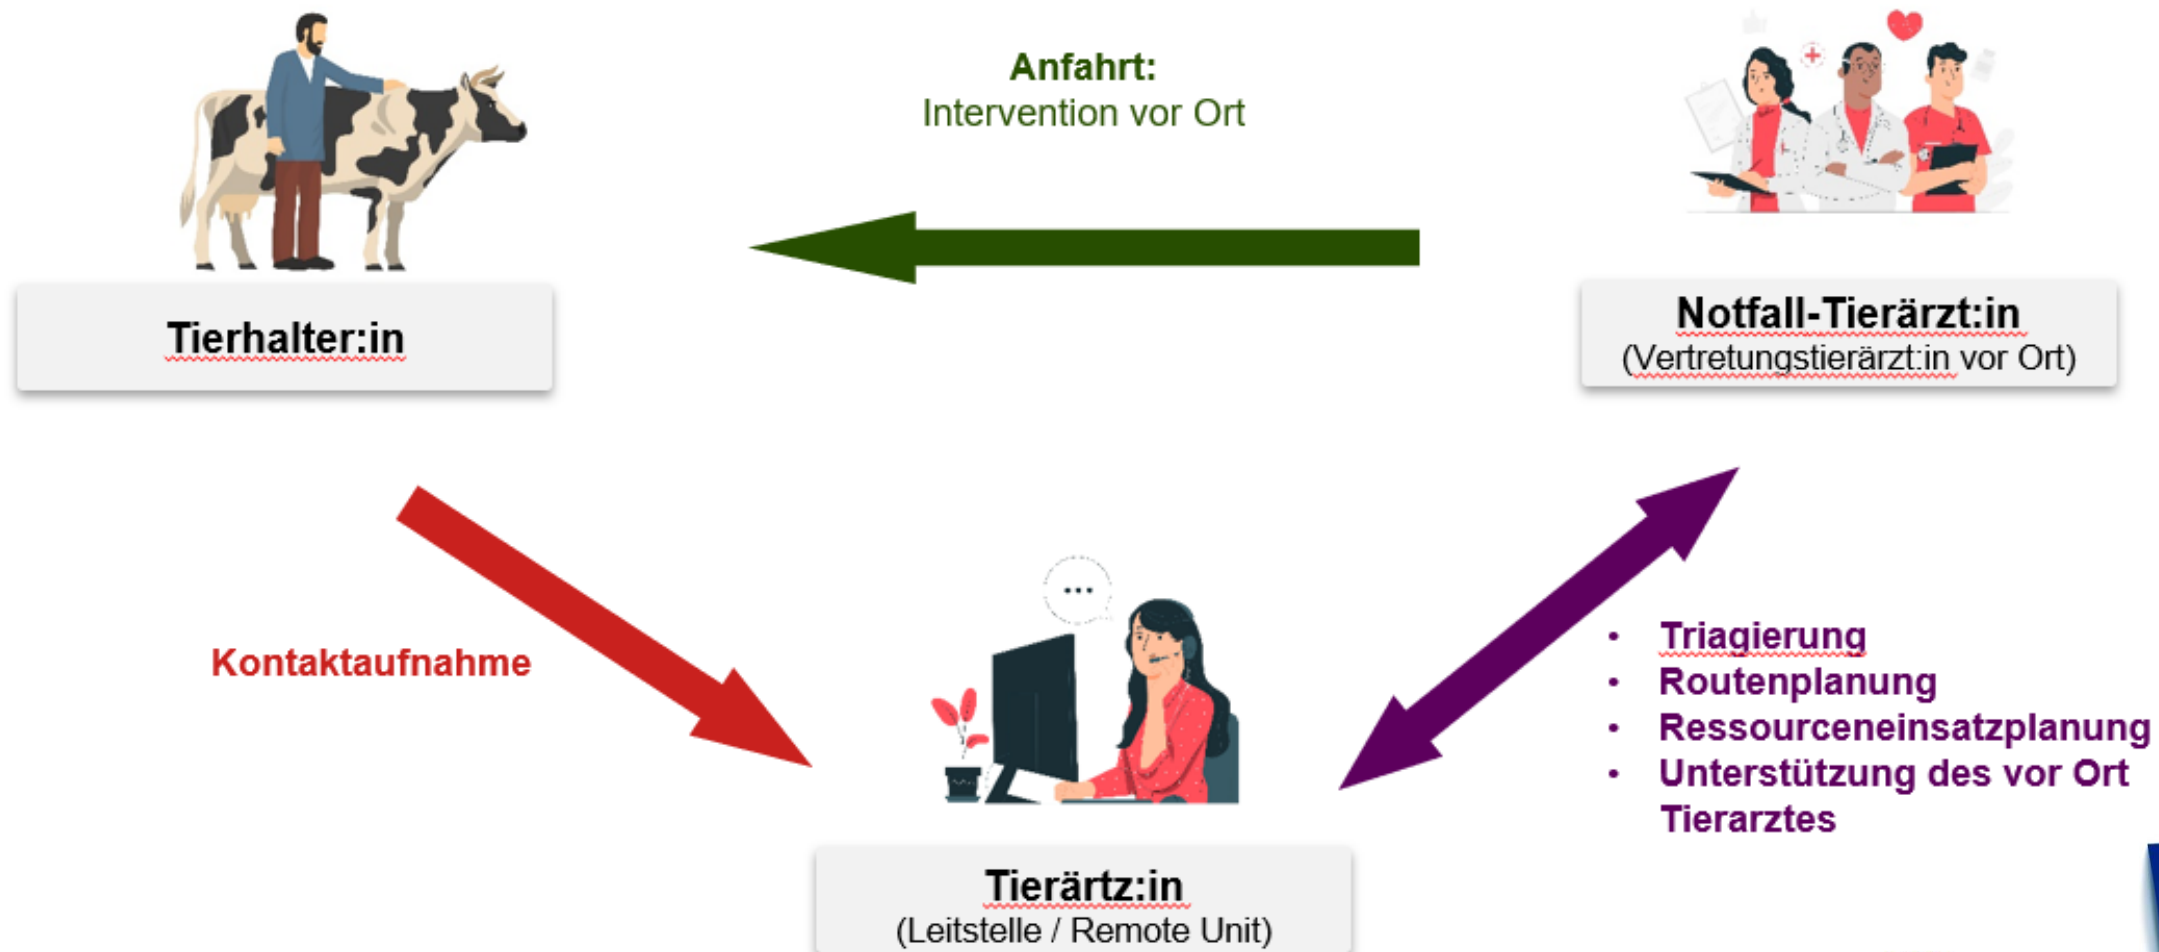 Anfahrt:
Intervention vor Ort
Tierhalter:in
Notfall-Tierärzt:in
(Vertretungstierärzt:in vor Ort)
Kontaktaufnahme
• Triagierung
• Routenplanung
• Ressourceneinsatzplanung
• Unterstützung des vor Ort
Tierarztes
Tierärtz:in
(Leitstelle / Remote Unit)